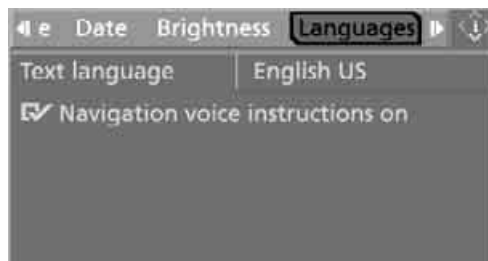 e Date Brightness Languages
Text language English US
Navigation voice instructions on